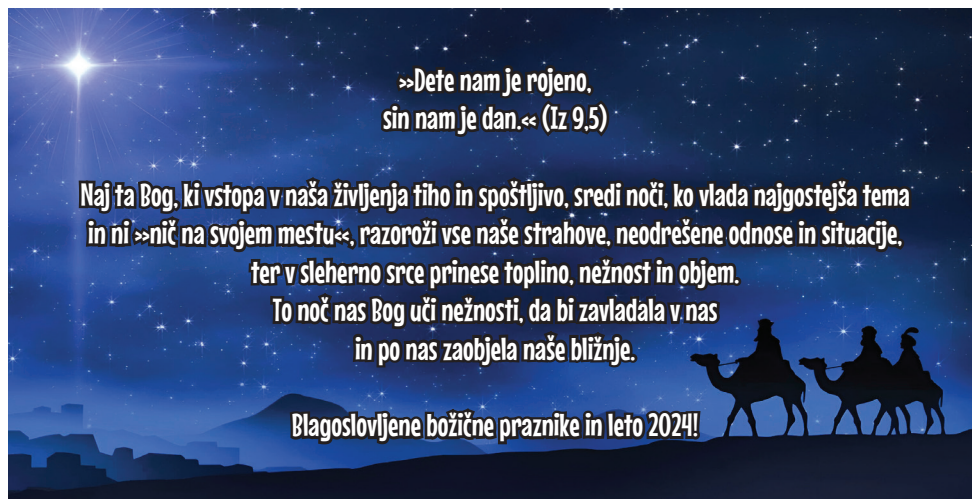 »Dete nam je rojeno,
sin nam je dan.« (Iz 9,5)
Naj ta Bog, ki vstopa v naša življenja tiho in spoštljivo, sredi noči, ko vlada najgostejša tema
in ni »nič na svojem mestu«, razoroži vse naše strahove, neodrešene odnose in situacije,
ter v sleherno srce prinese toplino, nežnost in objem.
To noč nas Bog uči nežnosti, da bi zavladala v nas
in po nas zaobjela naše bližnje.
Blagoslovljene božične praznike in leto 2024!